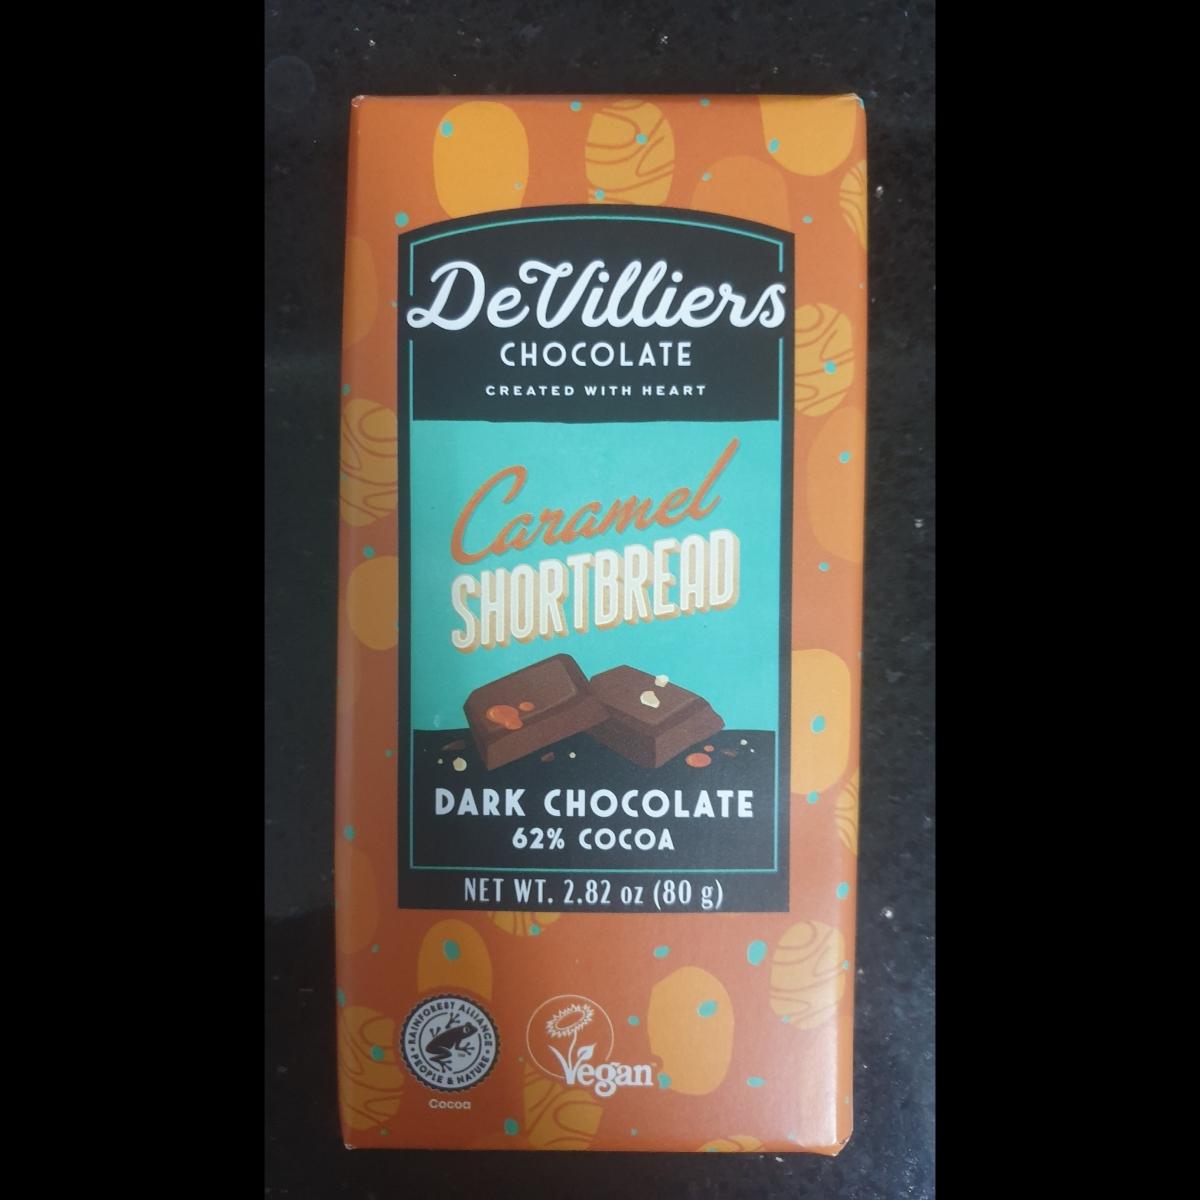 DeVilliers
CHOCOLATE
CREATED WITH HEART
Caramel
SHORTBREAD
DARK CHOCOLATE
62% COCOA
NET WT. 2.82 oz (80 g)
RAINFOREST ALLIANCE
PEOPLE & NATURE
TM
Cocoa
Vegan